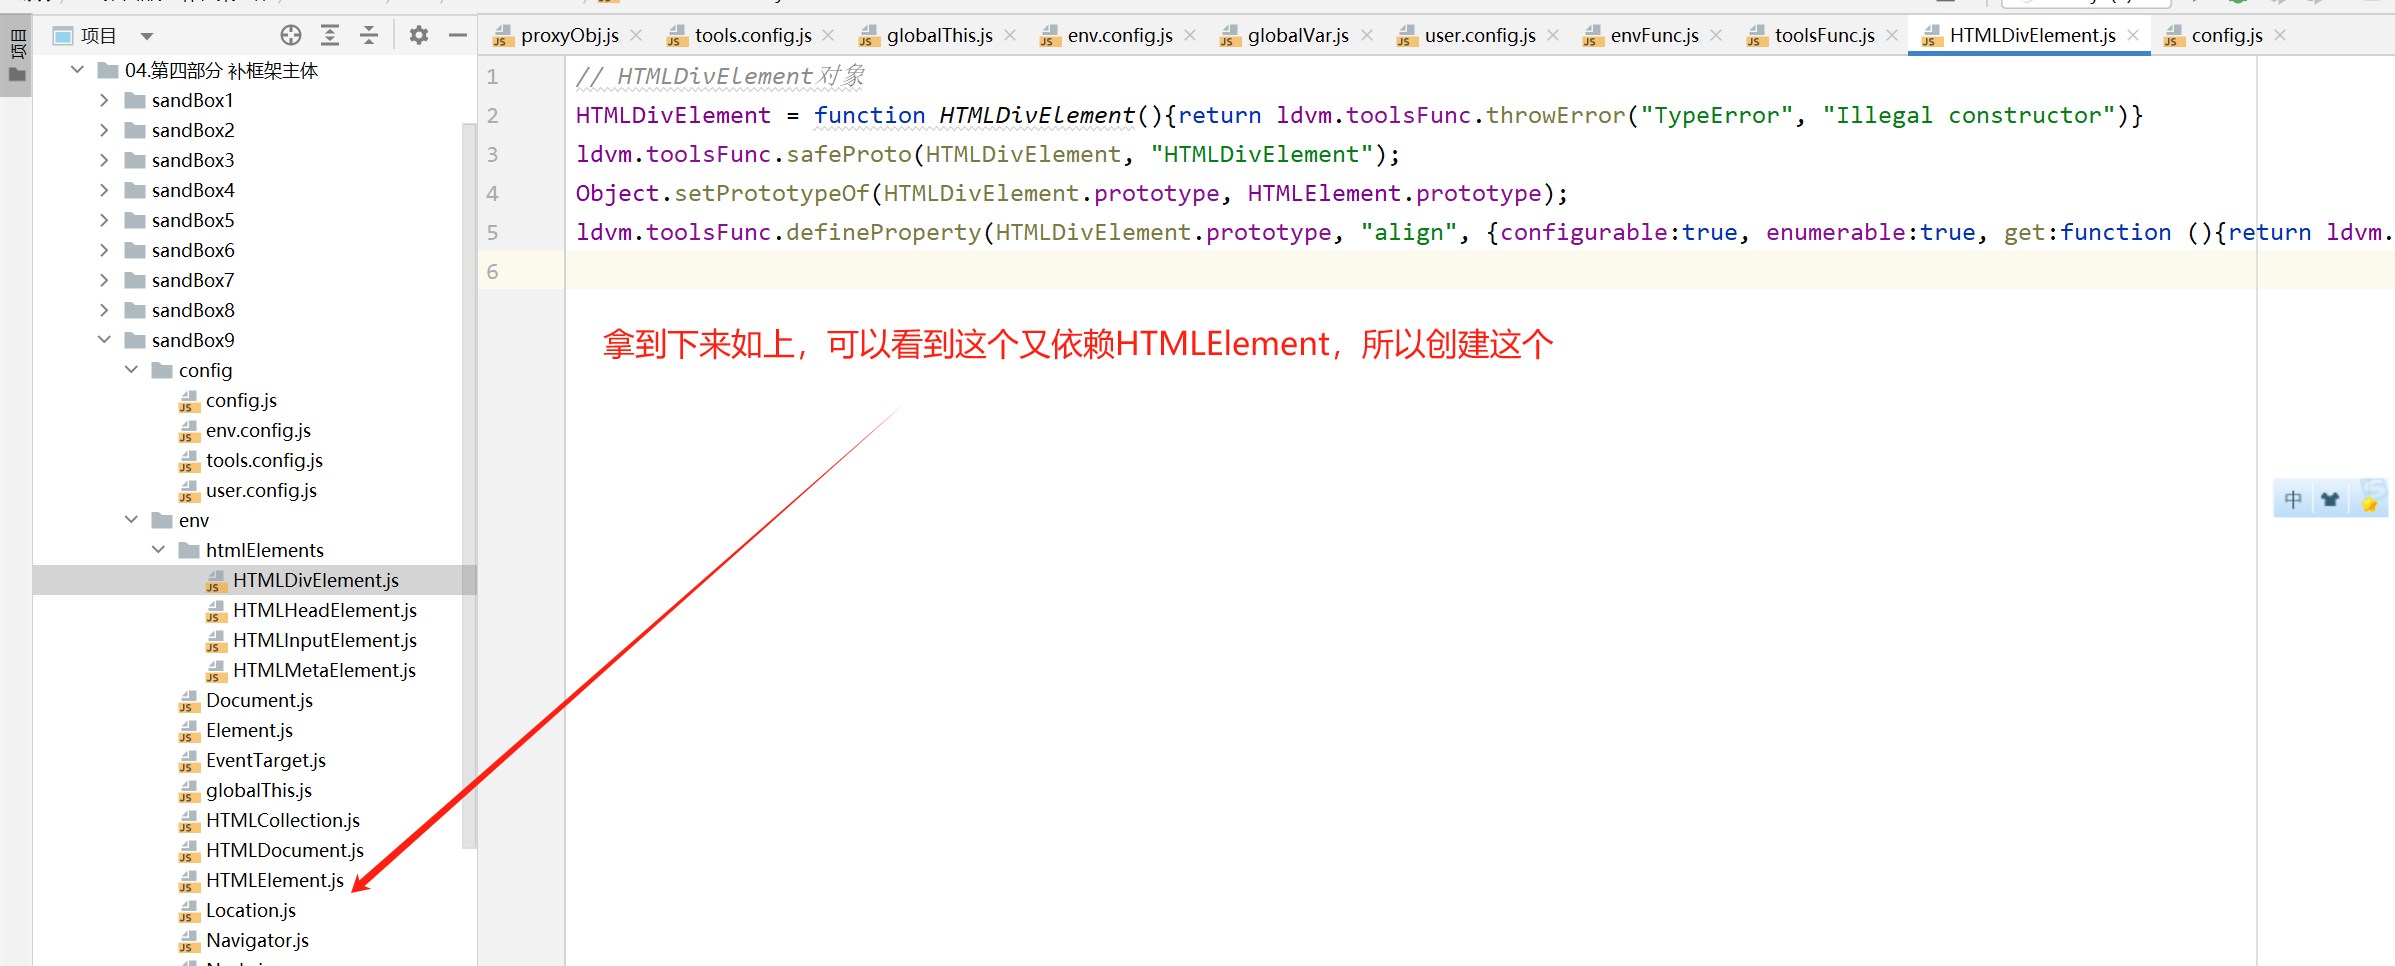 项目
项目
04.第四部分 补框架主体
sandBox1
sandBox2
sandBox3
sandBox4
sandBox5
sandBox6
sandBox7
sandBox8
sandBox9
config
config.js
env.config.js
tools.config.js
user.config.js
env
htmlElements
HTMLDivElement.js
HTMLHeadElement.js
HTMLInputElement.js
HTMLMetaElement.js
Document.js
Element.js
EventTarget.js
globalThis.js
HTMLCollection.js
HTMLDocument.js
HTMLElement.js
Location.js
Navigator.js
proxyObj.js tools.config.js globalThis.js env.config.js globalVar.js user.config.js envFunc.js toolsFunc.js HTMLDivElement.js config.js
1 // HTMLDivElement对象
2 HTMLDivElement = function HTMLDivElement(){return ldvm.toolsFunc.throwError("TypeError", "Illegal constructor")}
3 ldvm.toolsFunc.safeProto(HTMLDivElement, "HTMLDivElement");
4 Object.setPrototypeOf(HTMLDivElement.prototype, HTMLElement.prototype);
5 ldvm.toolsFunc.defineProperty(HTMLDivElement.prototype, "align", {configurable:true, enumerable:true, get:function (){return ldvm.
6
拿到下来如上，可以看到这个又依赖HTMLElement，所以创建这个
中